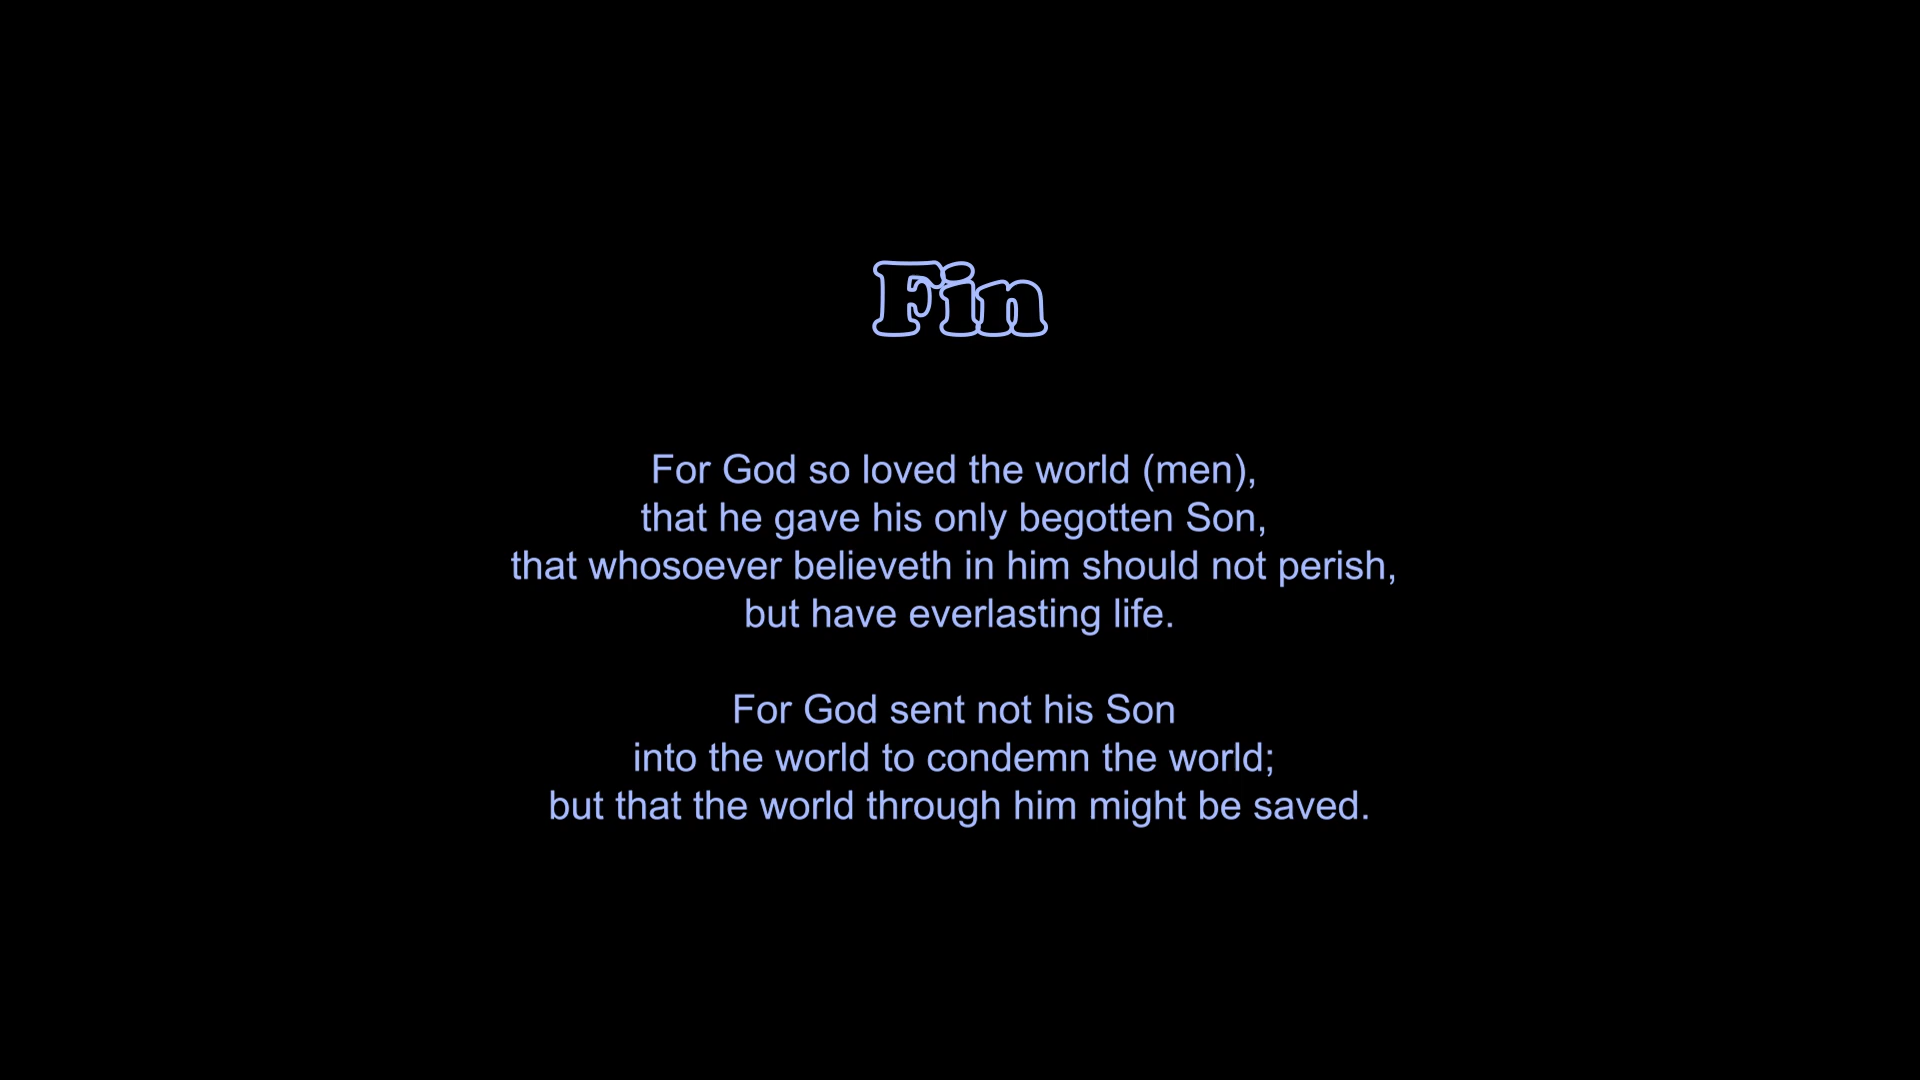 Fin
For God so loved the world (men),
that he gave his only begotten Son,
that whosoever believeth in him should not perish,
but have everlasting life.
For God sent not his Son
into the world to condemn the world;
but that the world through him might be saved.